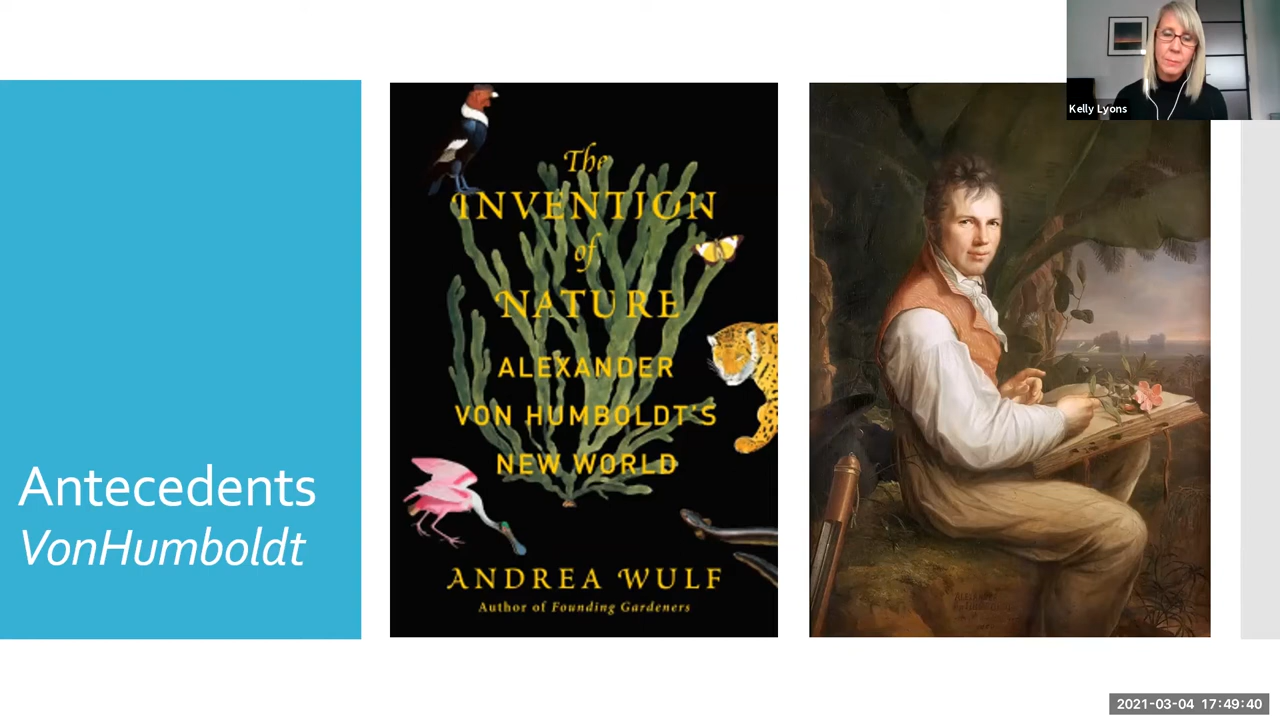 Antecedents
VonHumboldt
The
INVENTION
of
NATURE
ALEXANDER
VON HUMBOLDT'S
NEW WORLD
ANDREA WULF
Author of Founding Gardeners
Kelly Lyons
2021-03-04 17:49:40